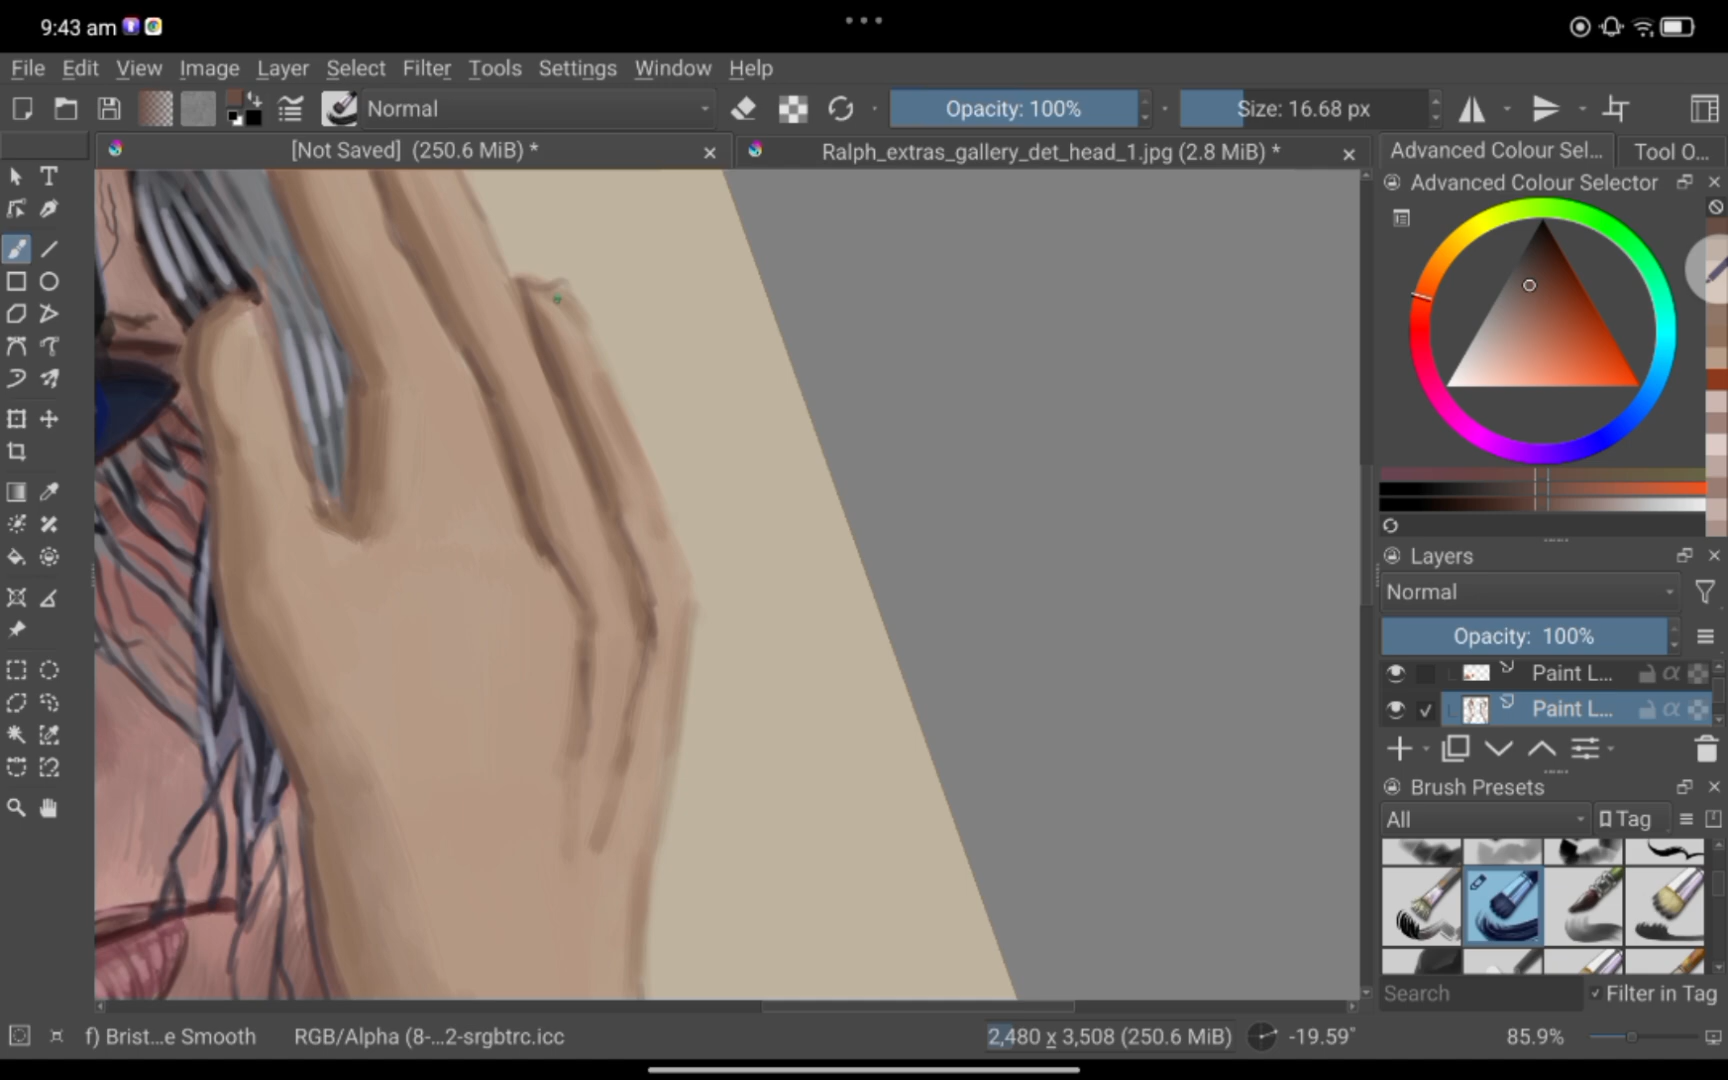 9:43 am
File Edit View Image Layer Select Filter Tools Settings Window Help
Normal
Opacity: 100%
Size: 16.68 px
[Not Saved] (250.6 MiB) *
Ralph_extras_gallery_det_head_1.jpg (2.8 MiB) *
Advanced Colour Sel...
Tool O...
Advanced Colour Selector
Layers
Normal
Opacity: 100%
Paint L...
Paint L...
Brush Presets
All
Tag
Search
Filter in Tag
f) Brist...e Smooth
RGB/Alpha (8-...2-srgbtrc.icc
2,480 x 3,508 (250.6 MiB)
-19.59°
85.9%